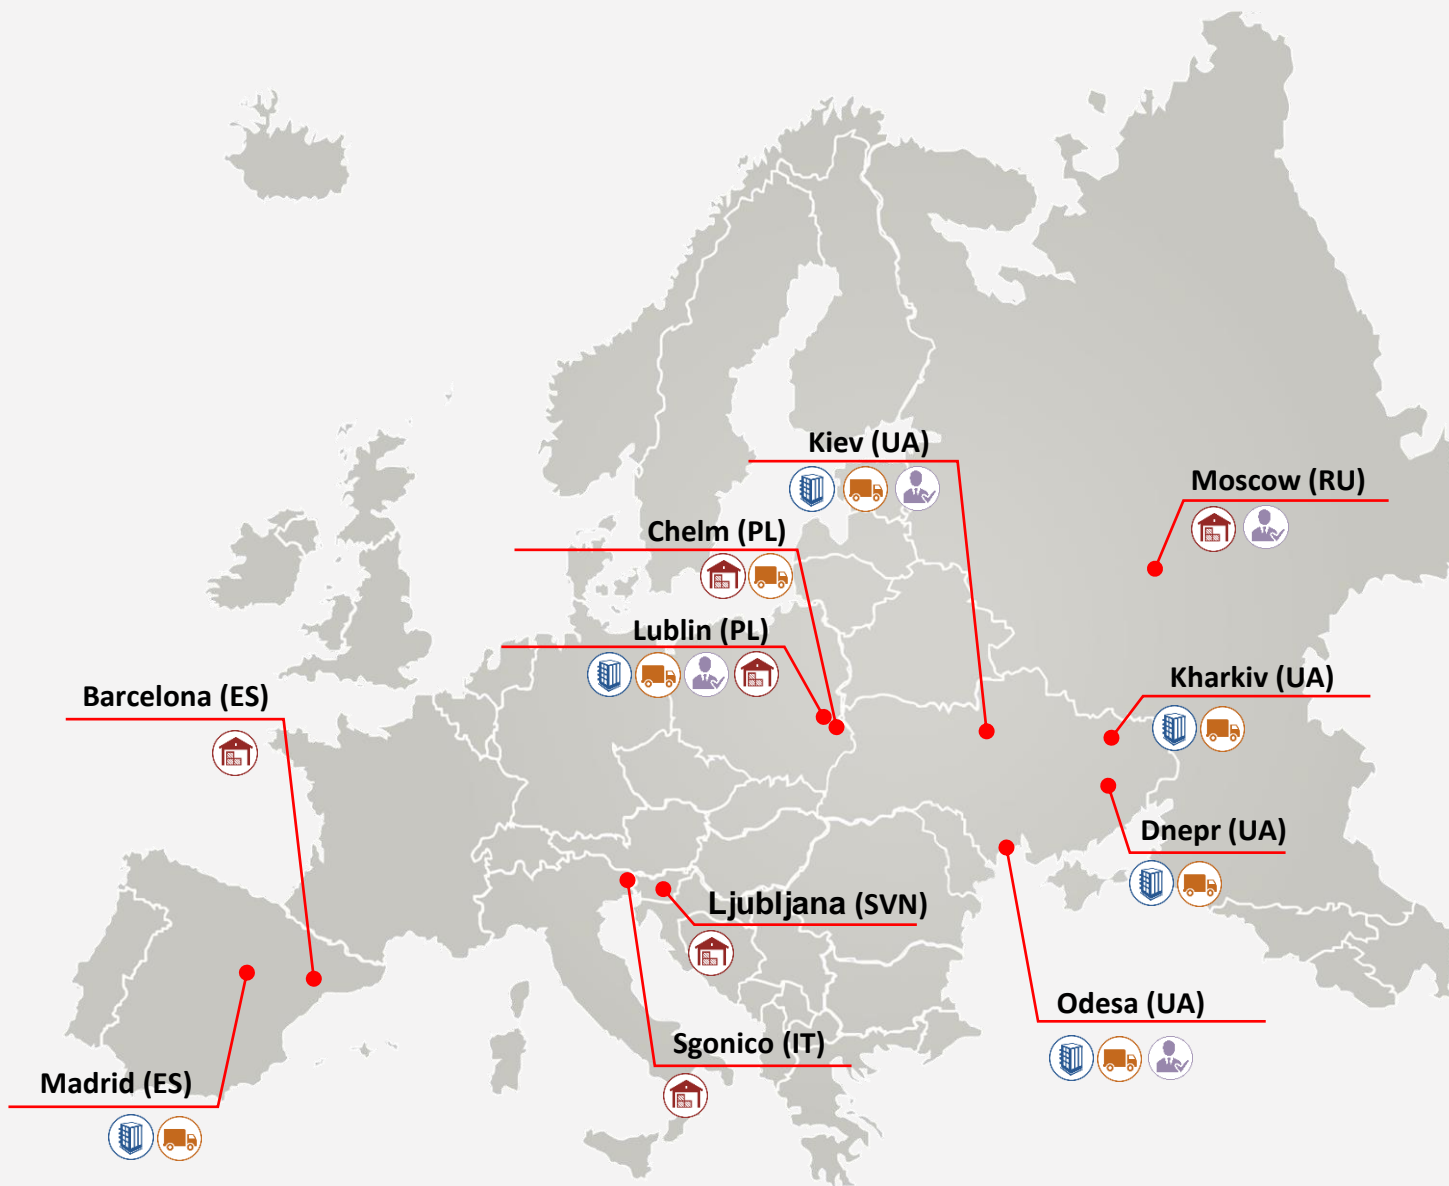 Kiev (UA)
Moscow (RU)
Chelm (PL)
Lublin (PL)
Kharkiv (UA)
Barcelona (ES)
Dnepr (UA)
Ljubljana (SVN)
Odesa (UA)
Sgonico (IT)
Madrid (ES)